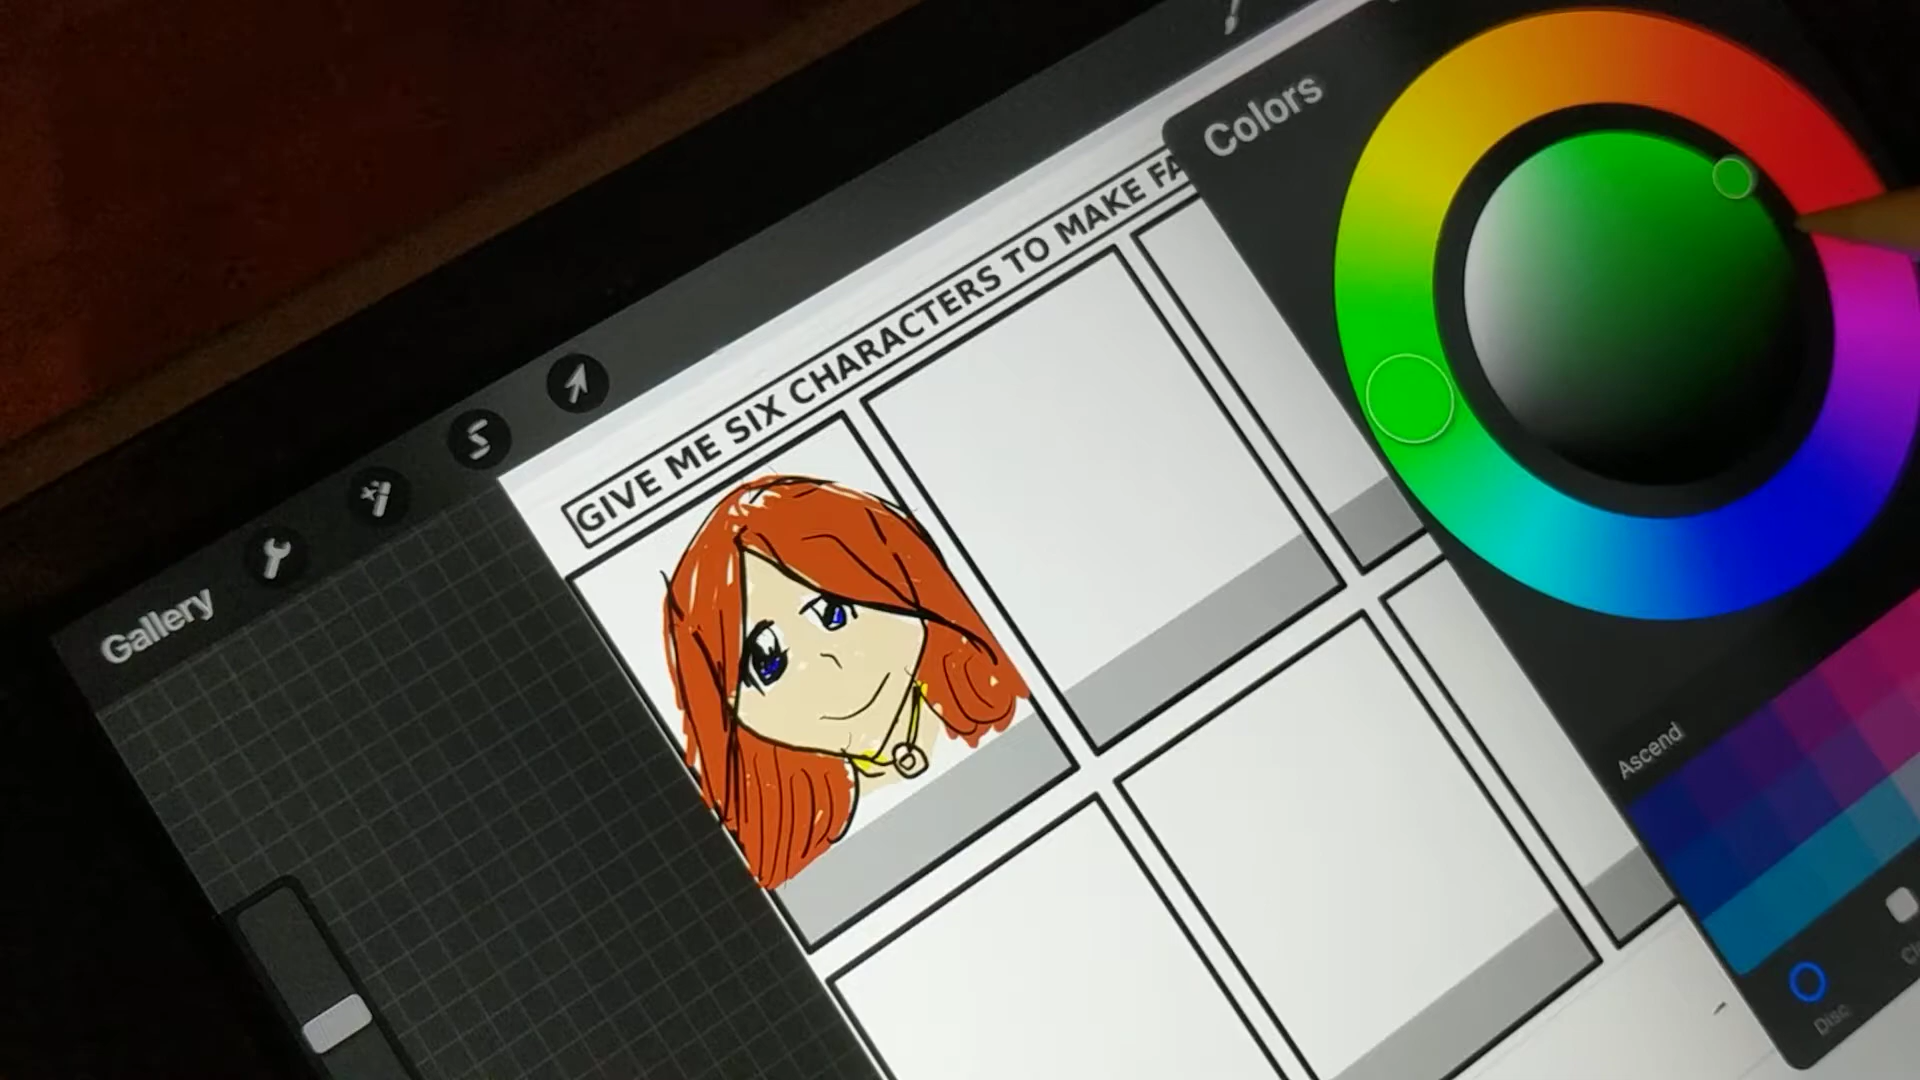 Colors
GIVE ME SIX CHARACTERS TO MAKE FA
Gallery
Ascend
Disc